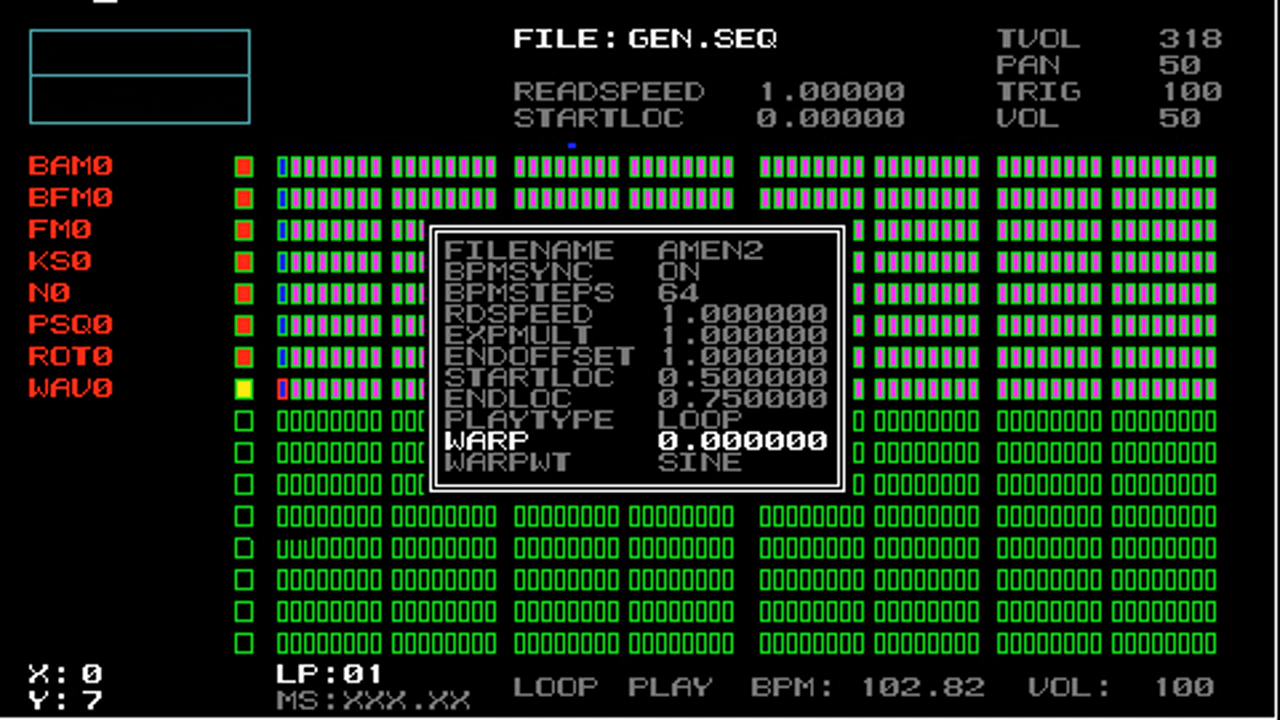 FILE: GEN.SEQ
TVOL 318
PAN 50
READSPEED 1.00000
TRIG 100
STARTLOC 0.00000
VOL 50
BAM0
BFM0
FM0
KS0
N0
PSQ0
ROT0
WAV0
FILENAME AMEN2
BPMSYNC ON
BPMSTEPS 64
RDSPEED 1.000000
EXPMULT 1.000000
ENDOFFSET 1.000000
STARTLOC 0.500000
ENDLOC 0.750000
PLAYTYPE LOOP
WARP 0.000000
WARPWT SINE
X: 0
Y: 7
LP:01
MS:XXX.XX
LOOP PLAY BPM: 102.82 VOL: 100